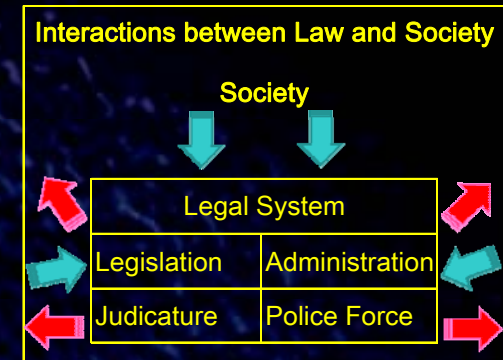 Interactions between Law and Society
Society
Legal System
Legislation Administration
Judicature Police Force